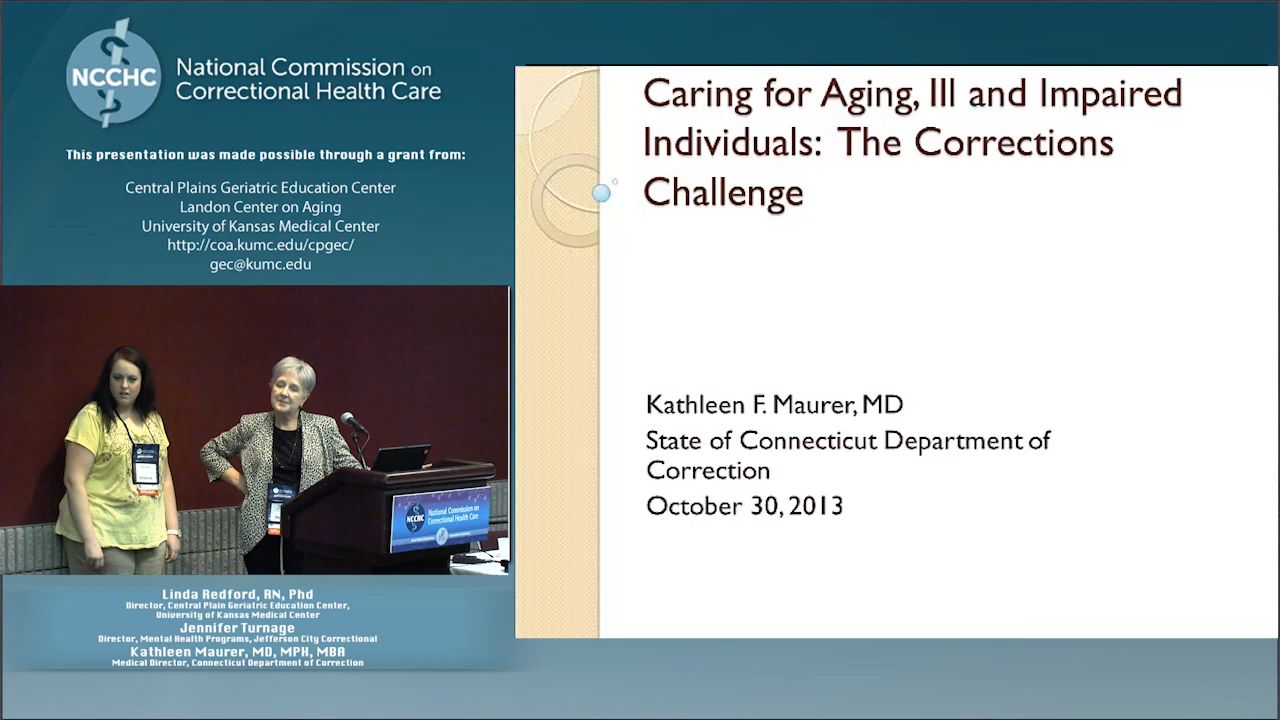 NCCHC
National Commission on
Correctional Health Care
This presentation was made possible through a grant from:
Central Plains Geriatric Education Center
Landon Center on Aging
University of Kansas Medical Center
http://coa.kumc.edu/cpgec/
gec@kumc.edu
NCCHC
National Commission on
Correctional Health Care
Linda Redford, RN, Phd
Director, Central Plain Geriatric Education Center,
University of Kansas Medical Center
Jennifer Turnage
Director, Mental Health Programs, Jefferson City Correctional
Kathleen Maurer, MD, MPH, MBA
Medical Director, Connecticut Department of Correction
Caring for Aging, Ill and Impaired
Individuals: The Corrections
Challenge
Kathleen F. Maurer, MD
State of Connecticut Department of
Correction
October 30, 2013